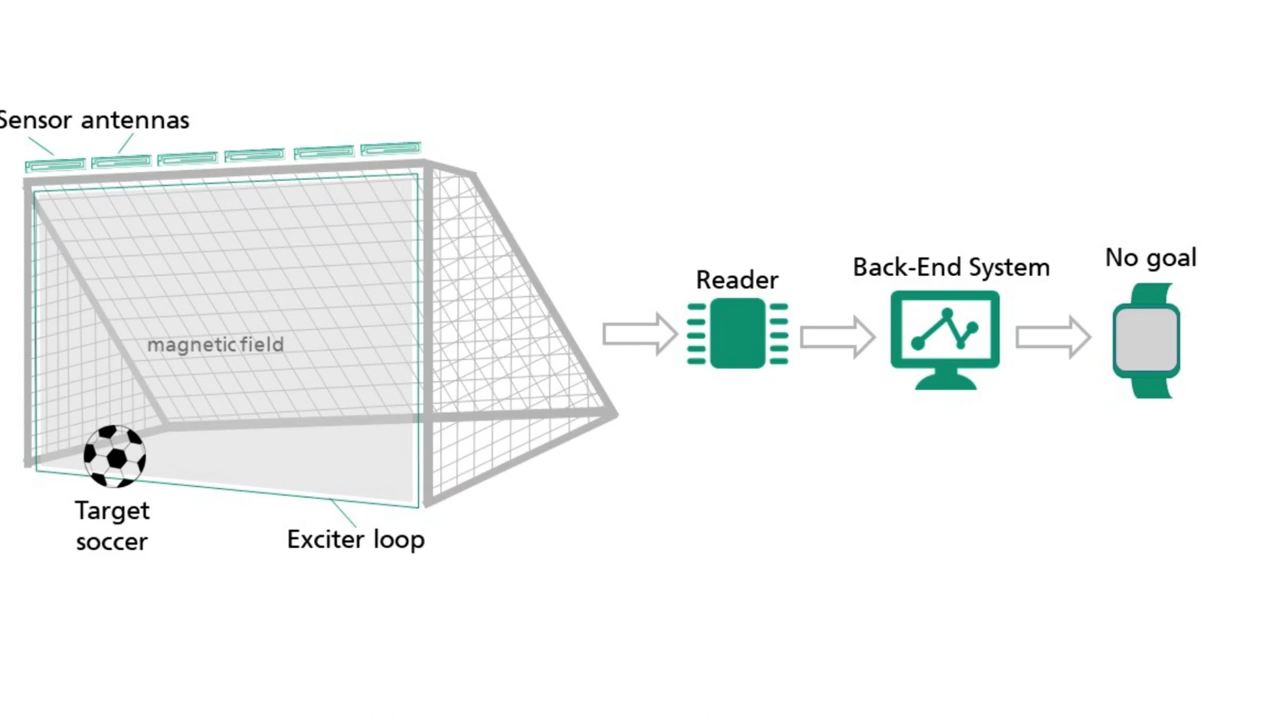 Sensor antennas
magnetic field
Target
soccer
Exciter loop
Reader
Back-End System
No goal